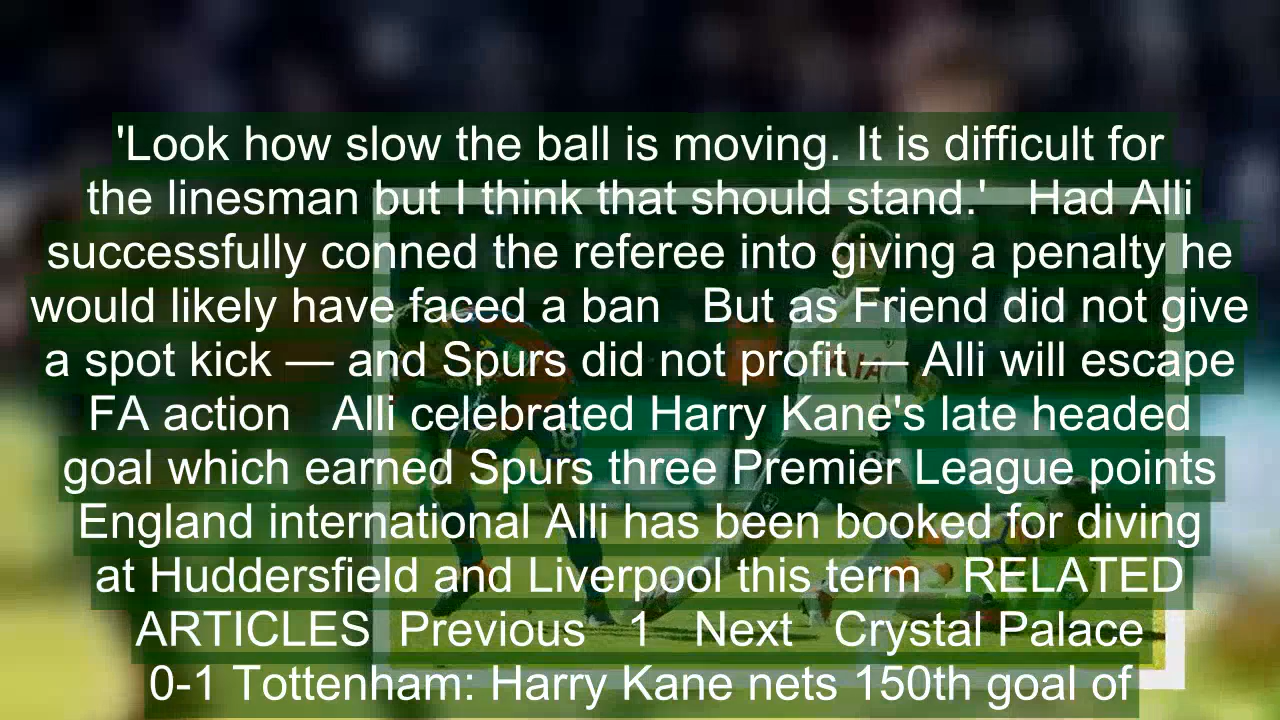 'Look how slow the ball is moving. It is difficult for
the linesman but I think that should stand.' Had Alli
successfully conned the referee into giving a penalty he
would likely have faced a ban But as Friend did not give
a spot kick — and Spurs did not profit — Alli will escape
FA action Alli celebrated Harry Kane's late headed
goal which earned Spurs three Premier League points
England international Alli has been booked for diving
at Huddersfield and Liverpool this term RELATED
ARTICLES Previous 1 Next Crystal Palace
0-1 Tottenham: Harry Kane nets 150th goal of